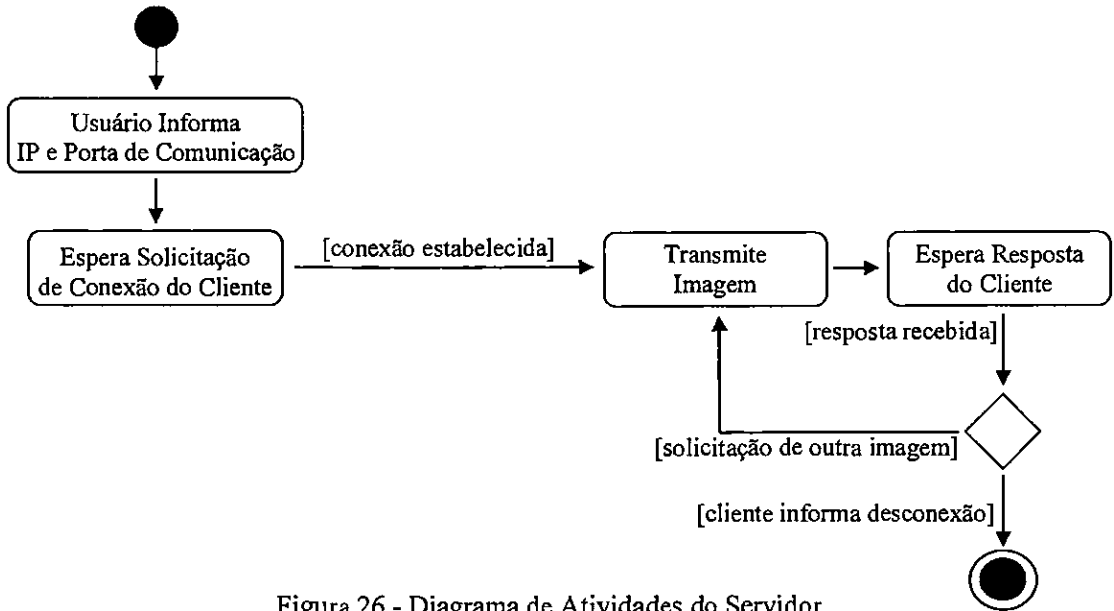 Usuário Informa
IP e Porta de Comunicação
Espera Solicitação
de Conexão do Cliente
[conexão estabelecida]
Transmite
Imagem
Espera Resposta
do Cliente
[resposta recebida]
[solicitação de outra imagem]
[cliente informa desconexão]
Figura 26 - Diagrama de Atividades do Servidor